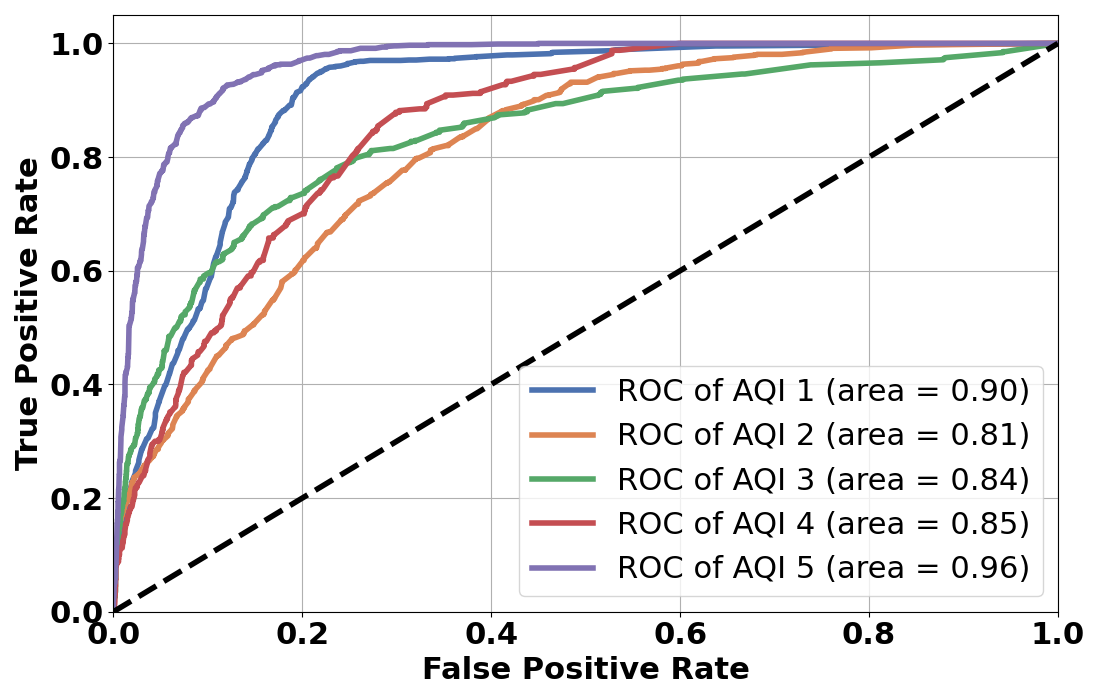 True Positive Rate
1.0
0.8
0.6
0.4
0.2
0.0
0.0 0.2 0.4 0.6 0.8 1.0
False Positive Rate
ROC of AQI 1 (area = 0.90)
ROC of AQI 2 (area = 0.81)
ROC of AQI 3 (area = 0.84)
ROC of AQI 4 (area = 0.85)
ROC of AQI 5 (area = 0.96)